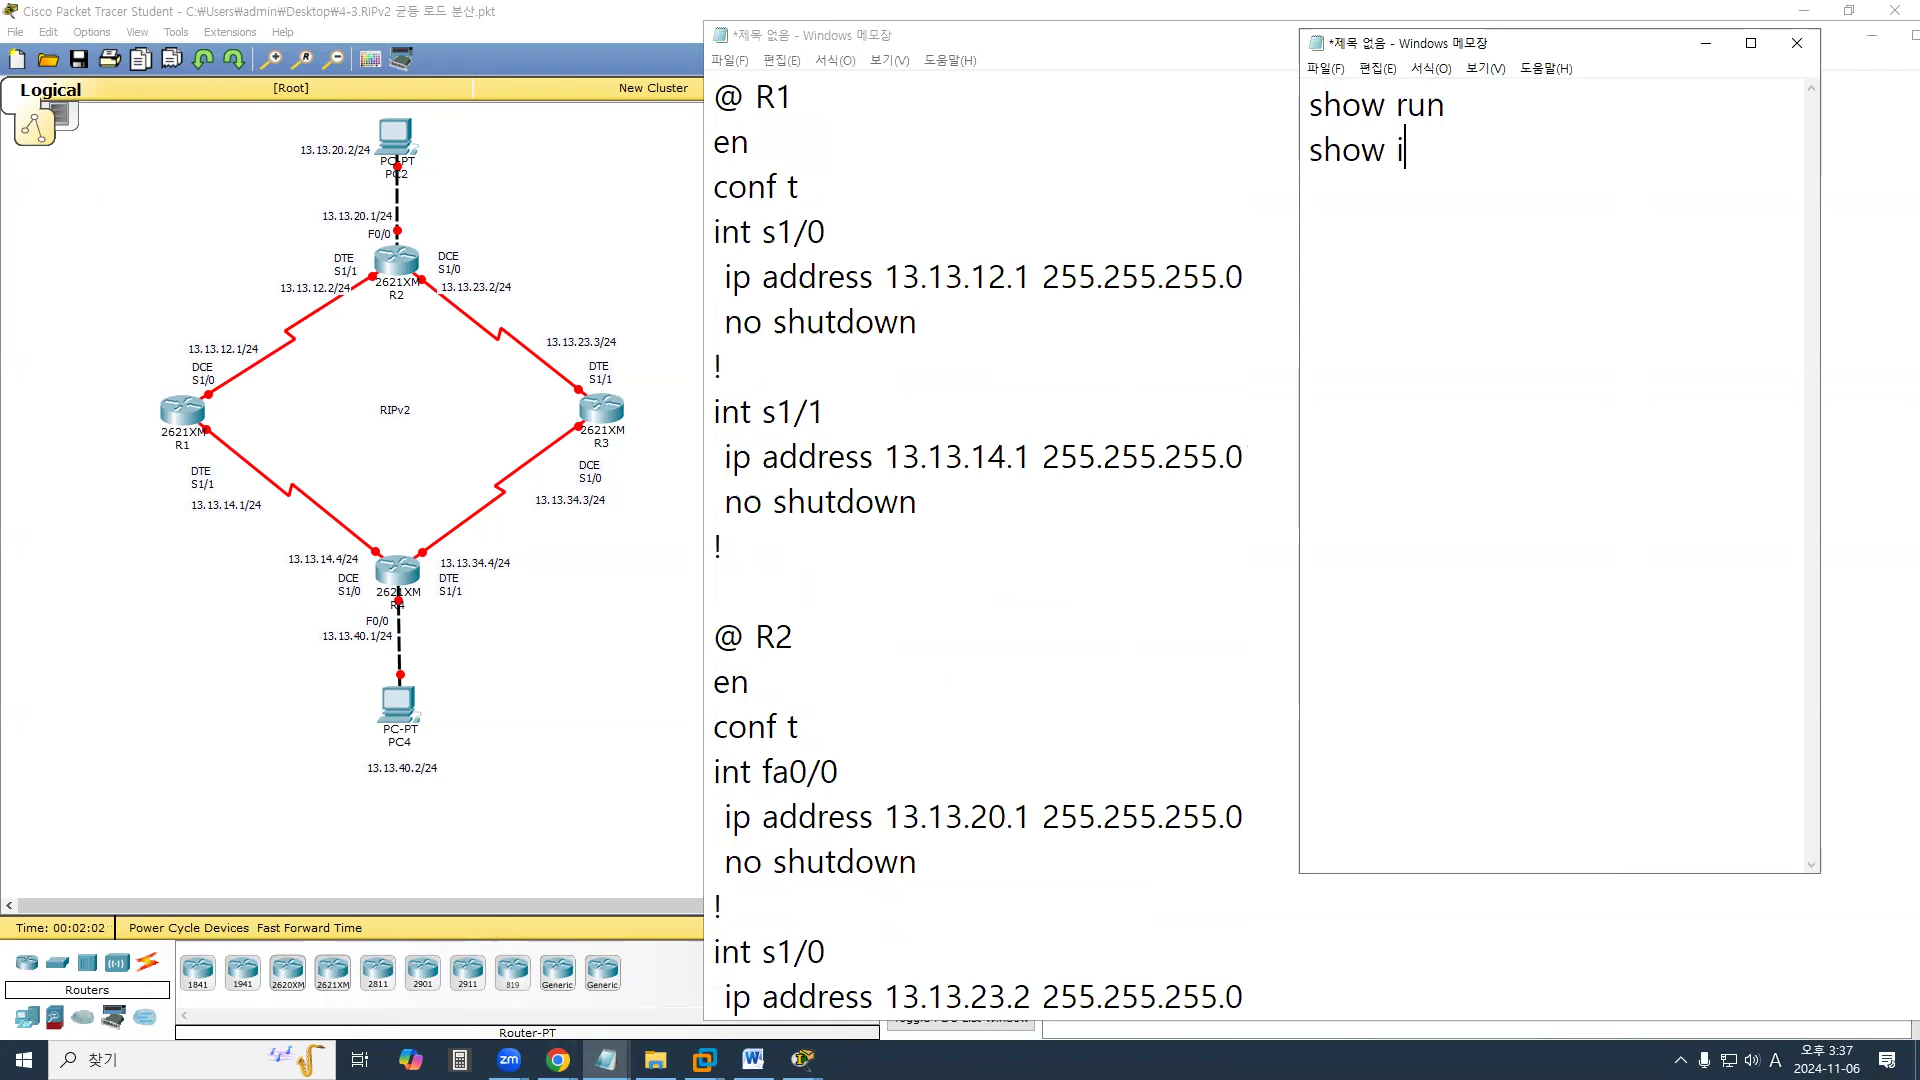 Cisco Packet Tracer Student - C:₩Users₩admin₩Desktop₩4-3.RIPv2 균등 로드 분산.pkt
File Edit Options View Tools Extensions Help
Logical
[Root]
New Cluster
13.13.20.2/24
PC-PT
PC2
13.13.20.1/24
F0/0
DTE
S1/1
DCE
S1/0
2621XM
R2
13.13.12.2/24
13.13.23.2/24
13.13.12.1/24
DCE
S1/0
13.13.23.3/24
DTE
S1/1
RIPv2
2621XM
R1
2621XM
R3
DTE
S1/1
13.13.14.1/24
DCE
S1/0
13.13.34.3/24
13.13.14.4/24
DCE
S1/0
13.13.34.4/24
DTE
S1/1
2621XM
R4
F0/0
13.13.40.1/24
PC-PT
PC4
13.13.40.2/24
Time: 00:02:02
Power Cycle Devices Fast Forward Time
Routers
1841
1941
2620XM
2621XM
2811
2901
2911
819
Generic
Generic
Router-PT
*제목 없음 - Windows 메모장
파일(F) 편집(E) 서식(O) 보기(V) 도움말(H)
@ R1
en
conf t
int s1/0
ip address 13.13.12.1 255.255.255.0
no shutdown
!
int s1/1
ip address 13.13.14.1 255.255.255.0
no shutdown
!
@ R2
en
conf t
int fa0/0
ip address 13.13.20.1 255.255.255.0
no shutdown
!
int s1/0
ip address 13.13.23.2 255.255.255.0
*제목 없음 - Windows 메모장
파일(F) 편집(E) 서식(O) 보기(V) 도움말(H)
show run
show i
찾기
zm
A
오후 3:37
2024-11-06